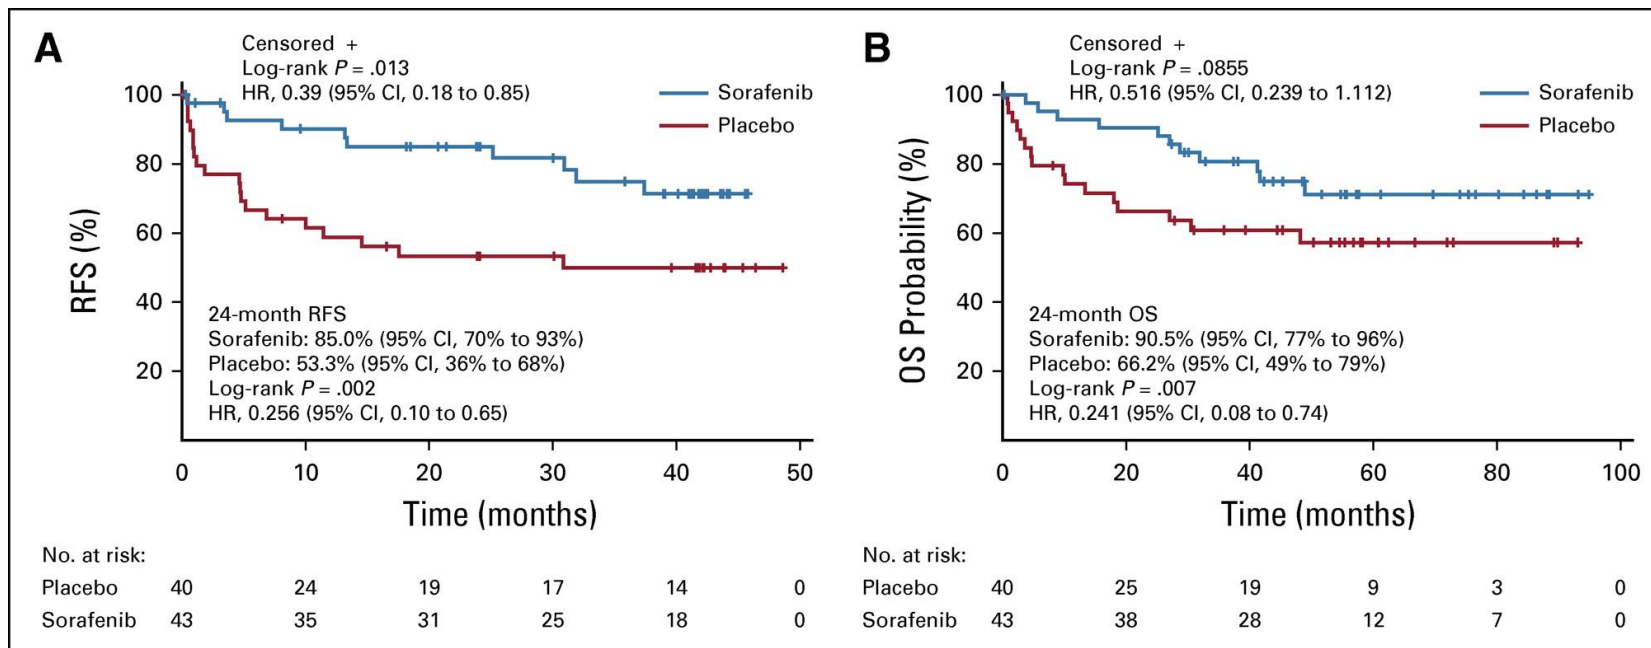 A
Censored +
Log-rank P = .013
HR, 0.39 (95% CI, 0.18 to 0.85)
Sorafenib
Placebo
RFS (%)
100
80
60
40
20
24-month RFS
Sorafenib: 85.0% (95% CI, 70% to 93%)
Placebo: 53.3% (95% CI, 36% to 68%)
Log-rank P = .002
HR, 0.256 (95% CI, 0.10 to 0.65)
0 10 20 30 40 50
Time (months)
No. at risk:
Placebo 40 24 19 17 14 0
Sorafenib 43 35 31 25 18 0
B
Censored +
Log-rank P = .0855
HR, 0.516 (95% CI, 0.239 to 1.112)
Sorafenib
Placebo
OS Probability (%)
100
80
60
40
20
24-month OS
Sorafenib: 90.5% (95% CI, 77% to 96%)
Placebo: 66.2% (95% CI, 49% to 79%)
Log-rank P = .007
HR, 0.241 (95% CI, 0.08 to 0.74)
0 20 40 60 80 100
Time (months)
No. at risk:
Placebo 40 25 19 9 3 0
Sorafenib 43 38 28 12 7 0